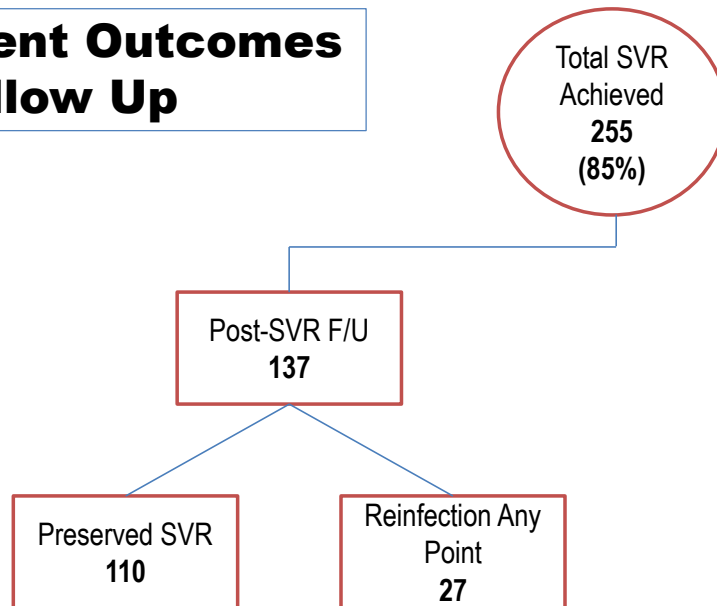 ent Outcomes
llow Up
Total SVR
Achieved
255
(85%)
Post-SVR F/U
137
Preserved SVR
110
Reinfection Any
Point
27